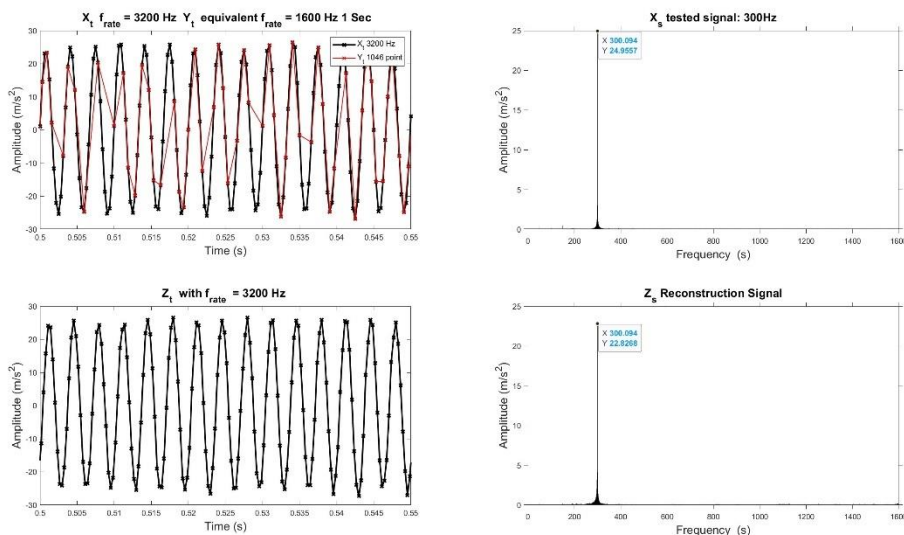 X_t f_rate = 3200 Hz Y_t equivalent f_rate = 1600 Hz 1 Sec
X_t 3200 Hz
Y_t 1046 point
Amplitude (m/s²)
30
20
10
0
-10
-20
-30
0.5 0.505 0.51 0.515 0.52 0.525 0.53 0.535 0.54 0.545 0.55
Time (s)
X_s tested signal: 300Hz
X 300.094
Y 24.9557
Amplitude (m/s²)
25
20
15
10
5
0
0 200 400 600 800 1000 1200 1400 1600
Frequency (s)
Z_t with f_rate = 3200 Hz
Amplitude (m/s²)
30
20
10
0
-10
-20
-30
0.5 0.505 0.51 0.515 0.52 0.525 0.53 0.535 0.54 0.545 0.55
Time (s)
Z_s Reconstruction Signal
X 300.094
Y 22.8268
Amplitude (m/s²)
25
20
15
10
5
0
0 200 400 600 800 1000 1200 1400 1600
Frequency (s)